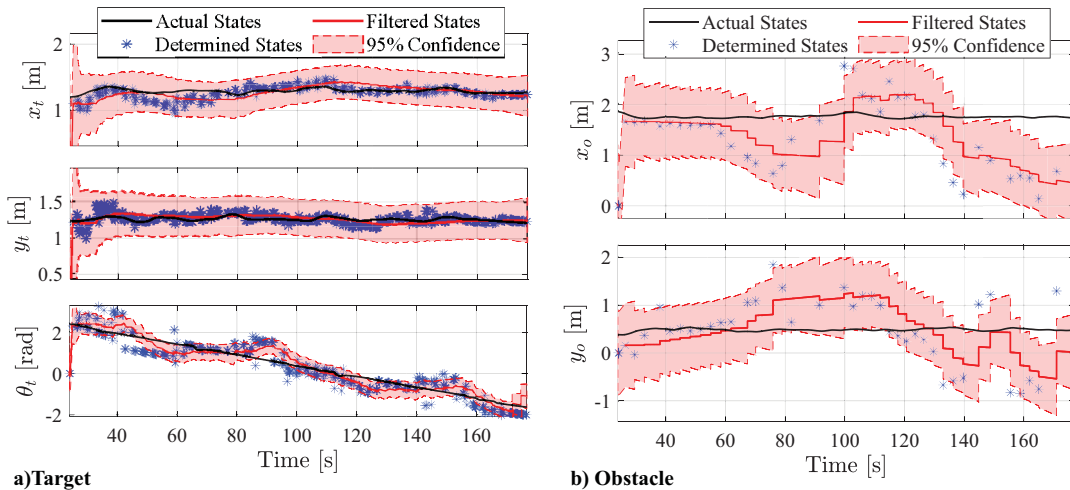 Actual States
Filtered States
Determined States
95% Confidence
2
1
x_t [m]
1.5
1
0.5
y_t [m]
2
0
-2
θ_t [rad]
40 60 80 100 120 140 160
Time [s]
a)Target
Actual States
Filtered States
Determined States
95% Confidence
3
2
1
0
x_o [m]
2
1
0
-1
y_o [m]
40 60 80 100 120 140 160
Time [s]
b) Obstacle